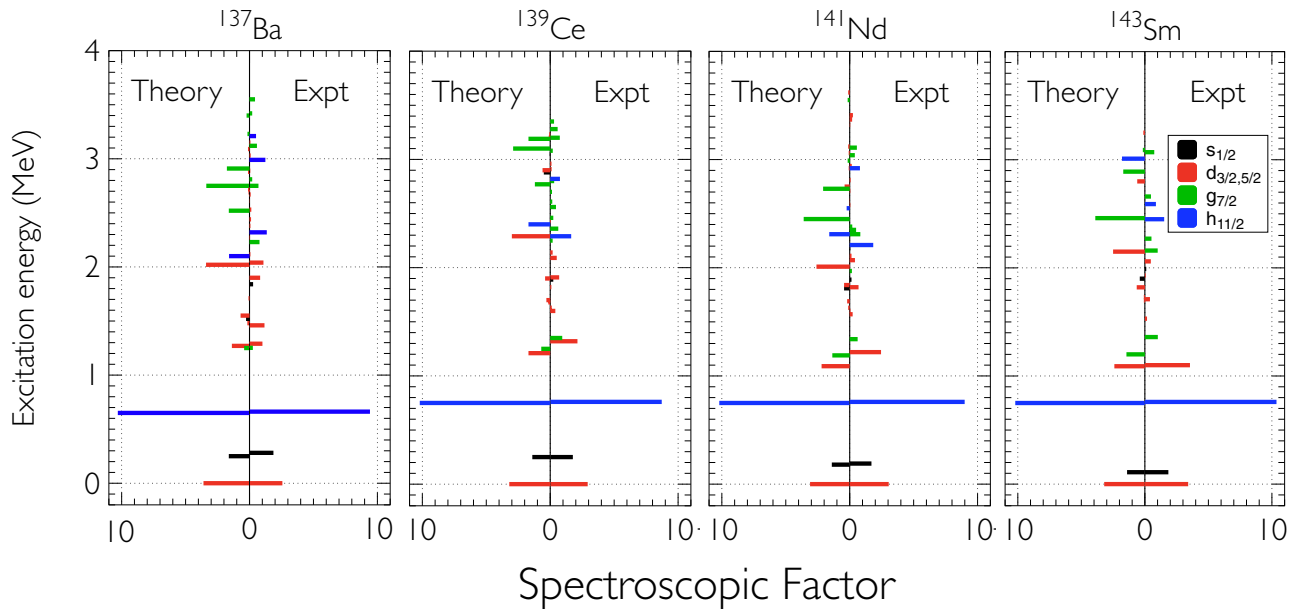 ¹³⁷Ba ¹³⁹Ce ¹⁴¹Nd ¹⁴³Sm
Theory Expt Theory Expt Theory Expt Theory Expt
4
3
2
1
0
Excitation energy (MeV)
s₁/₂
d₃/₂,₅/₂
g₇/₂
h₁₁/₂
10 0 10 10 0 10· 10 0 10· 10 0 10
Spectroscopic Factor